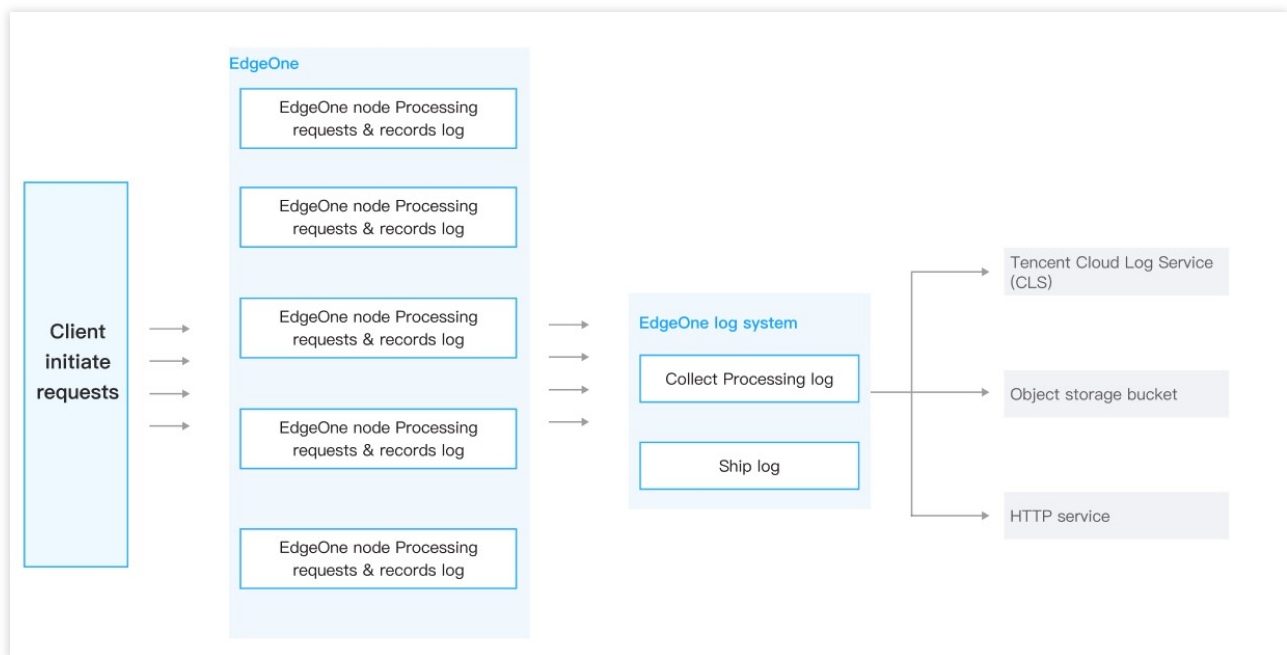 Client
initiate
requests
EdgeOne
EdgeOne node Processing
requests & records log
EdgeOne node Processing
requests & records log
EdgeOne node Processing
requests & records log
EdgeOne node Processing
requests & records log
EdgeOne node Processing
requests & records log
EdgeOne log system
Collect Processing log
Ship log
Tencent Cloud Log Service
(CLS)
Object storage bucket
HTTP service